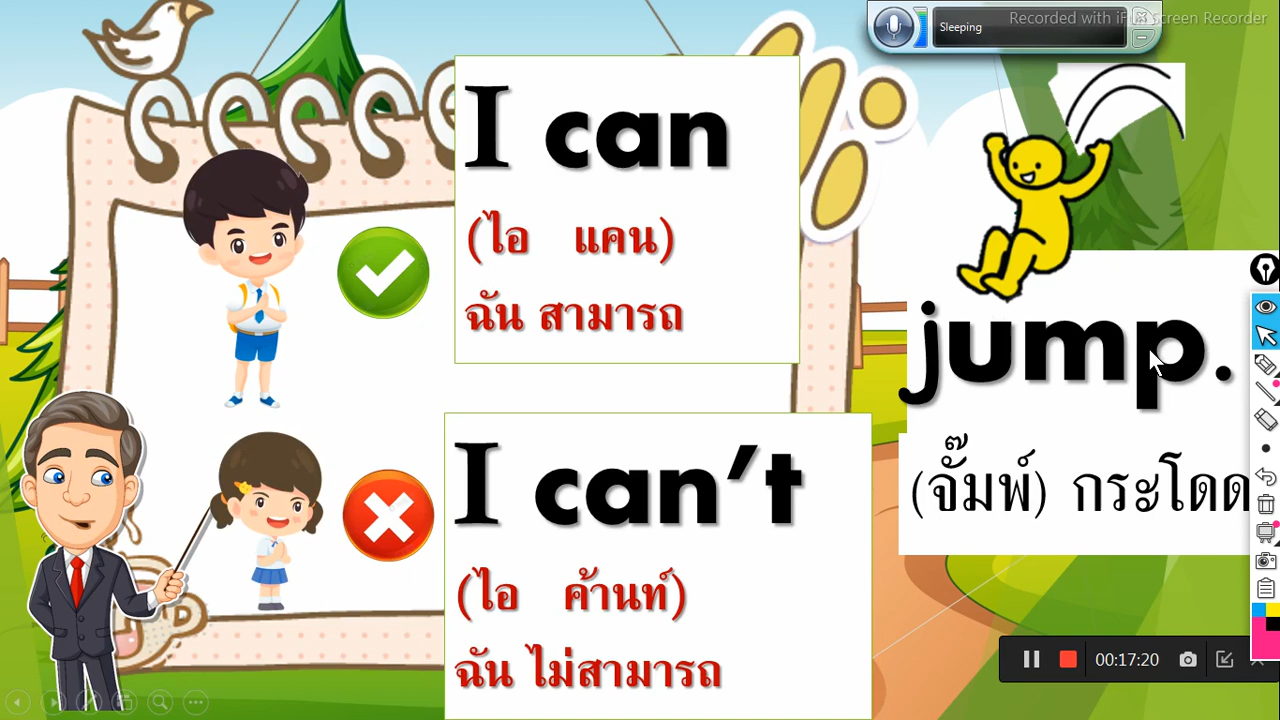 Sleeping
Recorded with iFun Screen Recorder
I can
(ไอ แคน)
ฉัน สามารถ
jump.
(จั๊มพ์) กระโดด
I can't
(ไอ ค้านท์)
ฉัน ไม่สามารถ
00:17:20